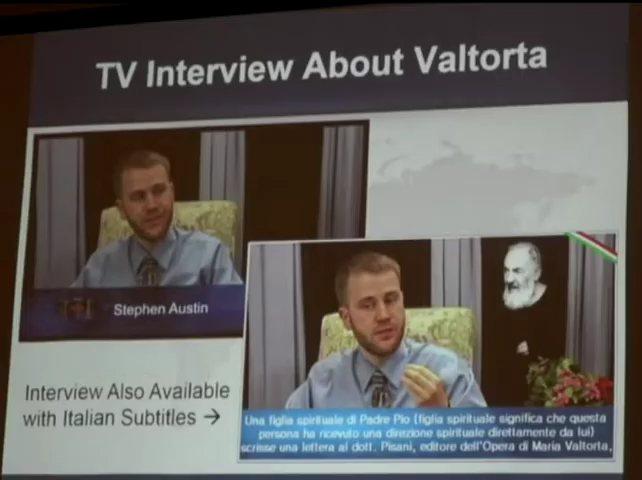 TV Interview About Valtorta
Stephen Austin
Interview Also Available
with Italian Subtitles →
Una figlia spirituale di Padre Pio (figlia spirituale significa che questa
persona ha ricevuto una direzione spirituale direttamente da lui)
scrisse una lettera al dott. Pisani, editore dell'Opera di Maria Valtorta,